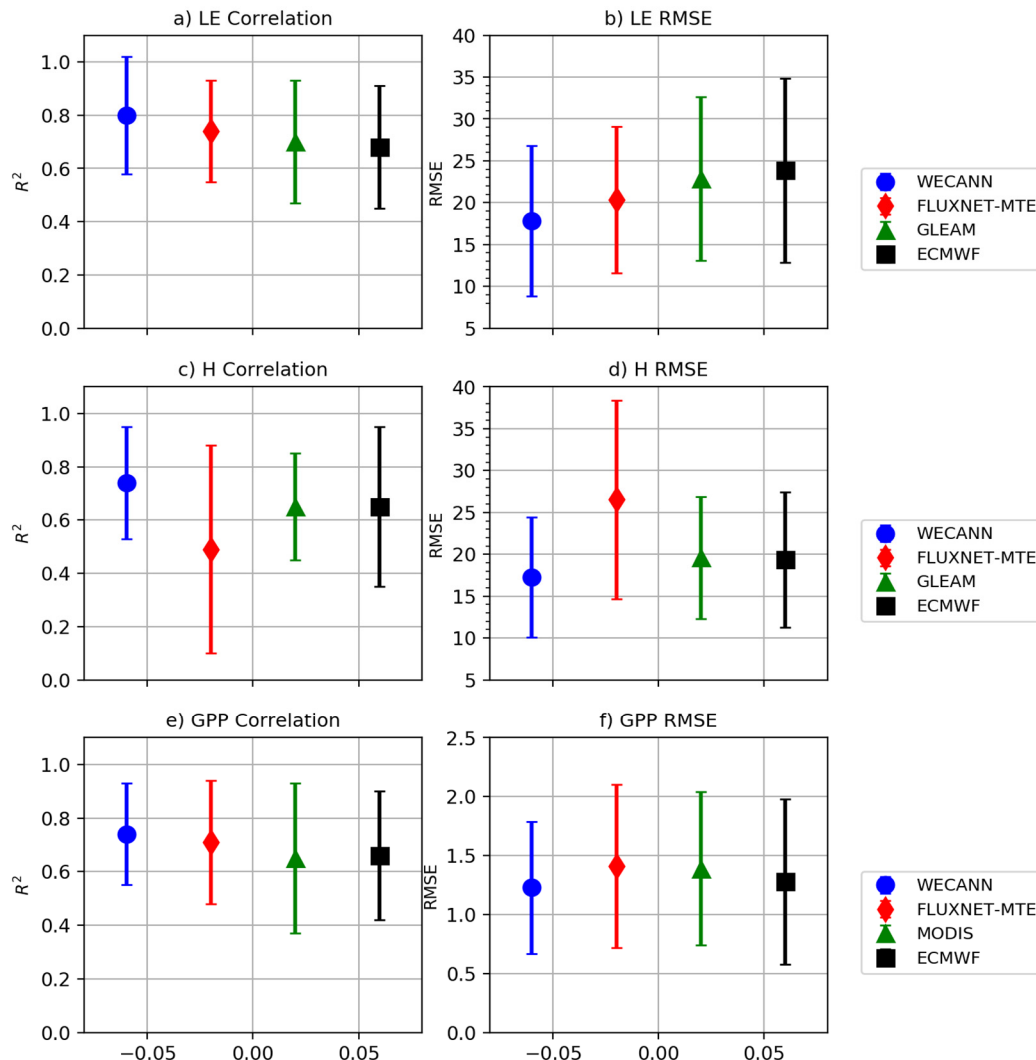 a) LE Correlation
R²
1.0
0.8
0.6
0.4
0.2
0.0
b) LE RMSE
RMSE
40
35
30
25
20
15
10
5
WECANN
FLUXNET-MTE
GLEAM
ECMWF
c) H Correlation
R²
1.0
0.8
0.6
0.4
0.2
0.0
d) H RMSE
RMSE
40
35
30
25
20
15
10
5
WECANN
FLUXNET-MTE
GLEAM
ECMWF
e) GPP Correlation
R²
1.0
0.8
0.6
0.4
0.2
0.0
−0.05 0.00 0.05
f) GPP RMSE
RMSE
2.5
2.0
1.5
1.0
0.5
0.0
−0.05 0.00 0.05
WECANN
FLUXNET-MTE
MODIS
ECMWF